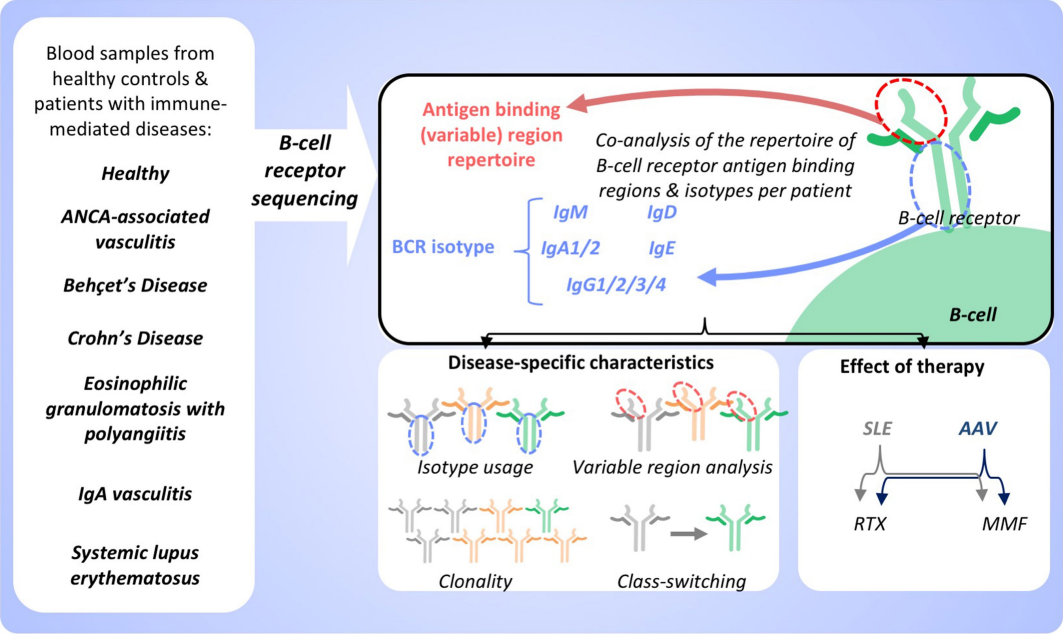 Blood samples from
healthy controls &
patients with immune-
mediated diseases:
Healthy
ANCA-associated
vasculitis
Behçet's Disease
Crohn's Disease
Eosinophilic
granulomatosis with
polyangiitis
IgA vasculitis
Systemic lupus
erythematosus
B-cell
receptor
sequencing
Antigen binding
(variable) region
repertoire
Co-analysis of the repertoire of
B-cell receptor antigen binding
regions & isotypes per patient
BCR isotype
IgM IgD
IgA1/2 IgE
IgG1/2/3/4
B-cell receptor
B-cell
Disease-specific characteristics
Isotype usage
Variable region analysis
Clonality
Class-switching
Effect of therapy
SLE AAV
RTX MMF